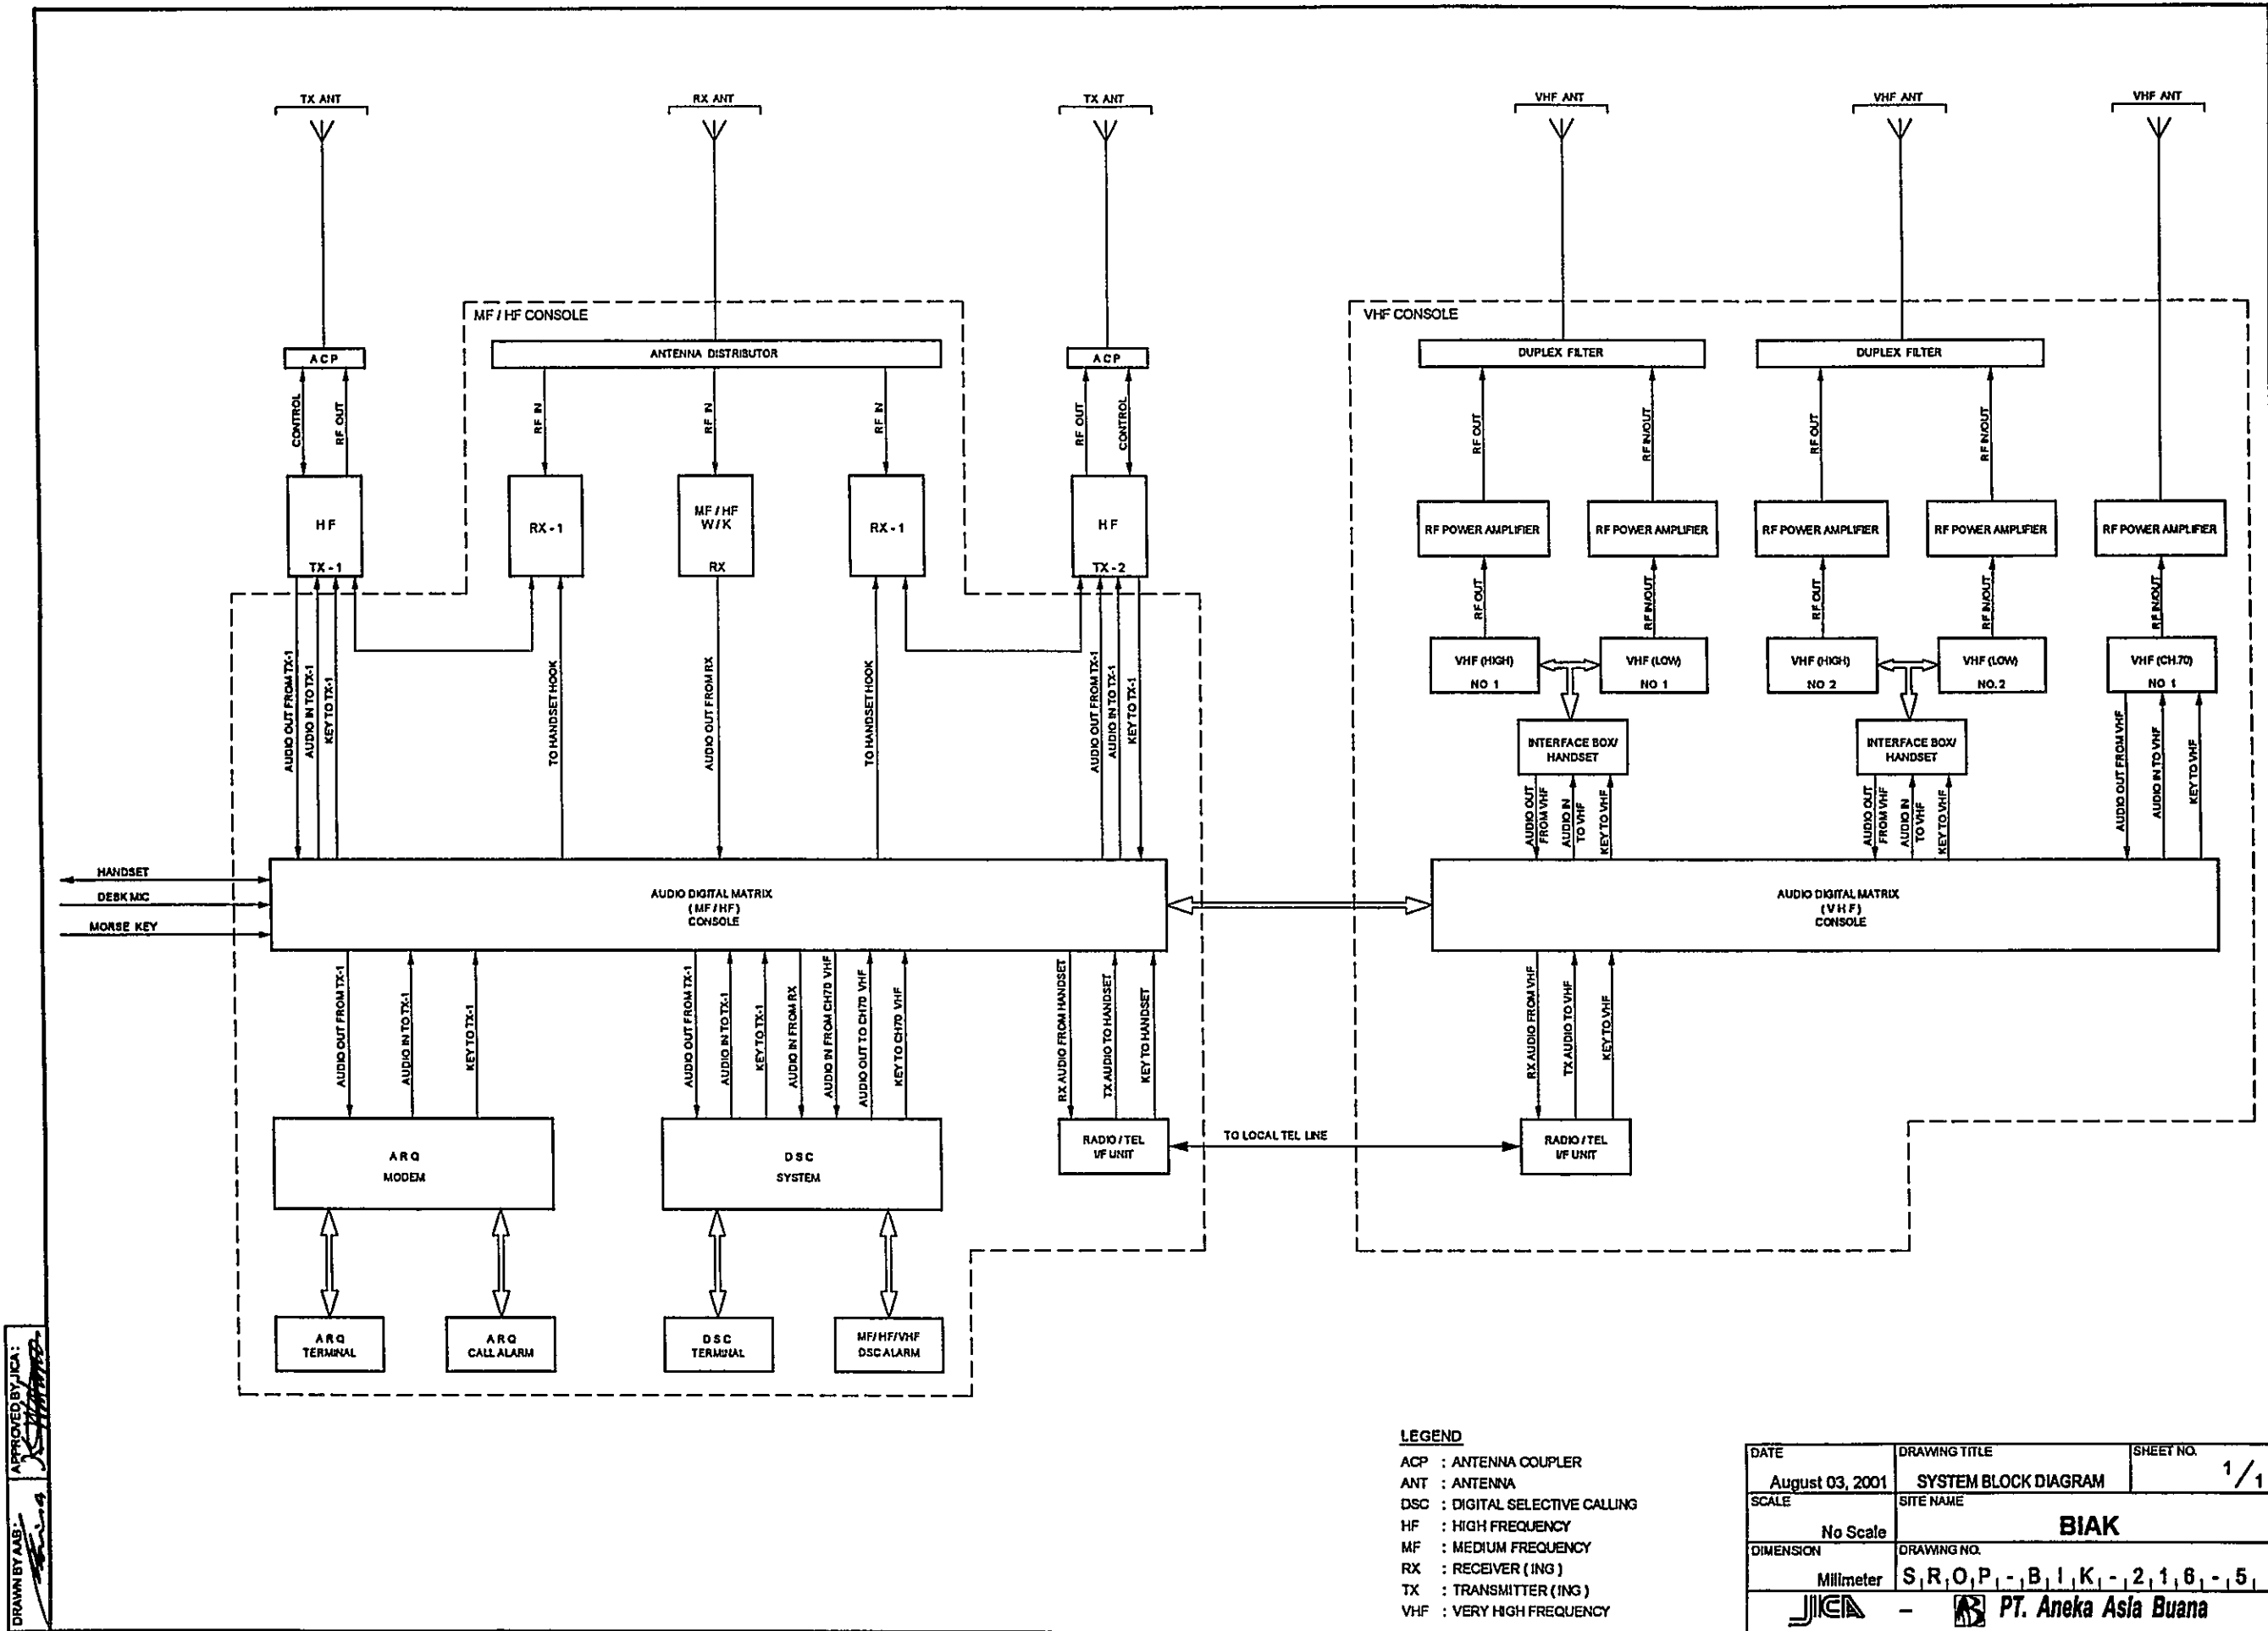 TX ANT
RX ANT
TX ANT
VHF ANT
VHF ANT
VHF ANT
MF / HF CONSOLE
VHF CONSOLE
ACP
ANTENNA DISTRIBUTOR
ACP
DUPLEX FILTER
DUPLEX FILTER
CONTROL
RF OUT
RF IN
RF IN
RF IN
RF OUT
CONTROL
RF OUT
RF IN/OUT
RF OUT
RF IN/OUT
HF
TX - 1
RX - 1
MF / HF
W / K
RX
RX - 1
HF
TX - 2
RF POWER AMPLIFIER
RF POWER AMPLIFIER
RF POWER AMPLIFIER
RF POWER AMPLIFIER
RF POWER AMPLIFIER
RF OUT
RF IN/OUT
RF OUT
RF IN/OUT
RF IN/OUT
VHF (HIGH)
NO 1
VHF (LOW)
NO 1
VHF (HIGH)
NO 2
VHF (LOW)
NO. 2
VHF (CH.70)
NO 1
AUDIO OUT FROM TX-1
AUDIO IN TO TX-1
KEY TO TX-1
TO HANDSET HOOK
AUDIO OUT FROM RX
TO HANDSET HOOK
AUDIO OUT FROM TX-1
AUDIO IN TO TX-1
KEY TO TX-1
INTERFACE BOX/
HANDSET
INTERFACE BOX/
HANDSET
AUDIO OUT
FROM VHF
AUDIO IN
TO VHF
KEY TO VHF
AUDIO OUT
FROM VHF
AUDIO IN
TO VHF
KEY TO VHF
AUDIO OUT FROM VHF
AUDIO IN TO VHF
KEY TO VHF
HANDSET
DESK MIC
MORSE KEY
AUDIO DIGITAL MATRIX
( MF / HF )
CONSOLE
AUDIO DIGITAL MATRIX
( V H F )
CONSOLE
AUDIO OUT FROM TX-1
AUDIO IN TO TX-1
KEY TO TX-1
AUDIO OUT FROM TX-1
AUDIO IN TO TX-1
KEY TO TX-1
AUDIO IN FROM RX
AUDIO IN FROM CH70 VHF
AUDIO OUT TO CH70 VHF
KEY TO CH70 VHF
RX AUDIO FROM HANDSET
TX AUDIO TO HANDSET
KEY TO HANDSET
RX AUDIO FROM VHF
TX AUDIO TO VHF
KEY TO VHF
ARQ
MODEM
DSC
SYSTEM
RADIO / TEL
I/F UNIT
TO LOCAL TEL LINE
RADIO / TEL
I/F UNIT
ARQ
TERMINAL
ARQ
CALL ALARM
DSC
TERMINAL
MF/HF/VHF
DSC ALARM
APPROVED BY JICA :
DRAWN BY AAB :
LEGEND
ACP : ANTENNA COUPLER
ANT : ANTENNA
DSC : DIGITAL SELECTIVE CALLING
HF : HIGH FREQUENCY
MF : MEDIUM FREQUENCY
RX : RECEIVER ( ING )
TX : TRANSMITTER ( ING )
VHF : VERY HIGH FREQUENCY
DATE
August 03, 2001
DRAWING TITLE
SYSTEM BLOCK DIAGRAM
SHEET NO.
1/1
SCALE
No Scale
SITE NAME
BIAK
DIMENSION
Milimeter
DRAWING NO.
SROP-BIK-216-5
JICA - PT. Aneka Asia Buana